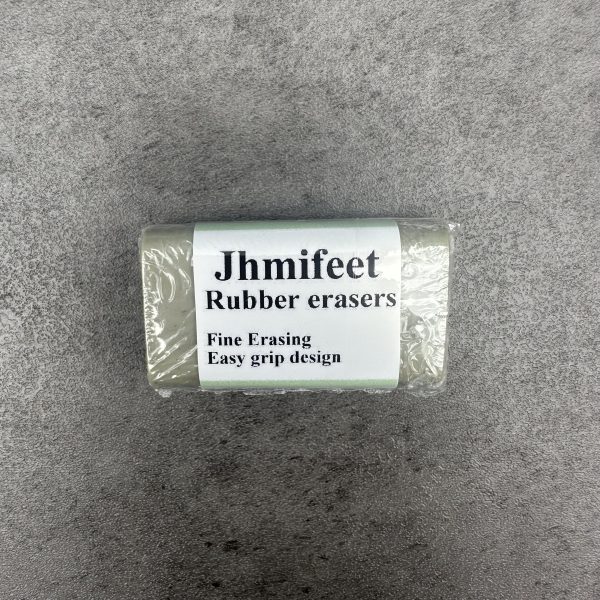 Jhmifeet
Rubber erasers
Fine Erasing
Easy grip design